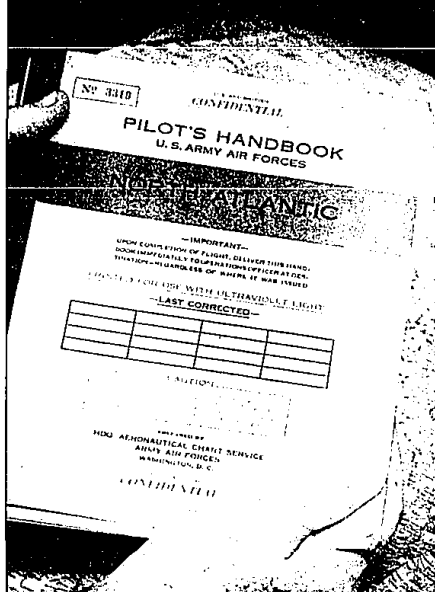 Nº 3310
CONFIDENTIAL
PILOT'S HANDBOOK
U. S. ARMY AIR FORCES
NORTH ATLANTIC
—IMPORTANT—
UPON COMPLETION OF FLIGHT, DELIVER THIS HAND-
BOOK IMMEDIATELY TO OPERATIONS OFFICER AT DES-
TINATION—REGARDLESS OF WHERE IT WAS ISSUED
FOR USE WITH ULTRAVIOLET LIGHT
—LAST CORRECTED—
CAUTION
PREPARED BY
HDQ. AERONAUTICAL CHART SERVICE
ARMY AIR FORCES
WASHINGTON, D. C.
CONFIDENTIAL